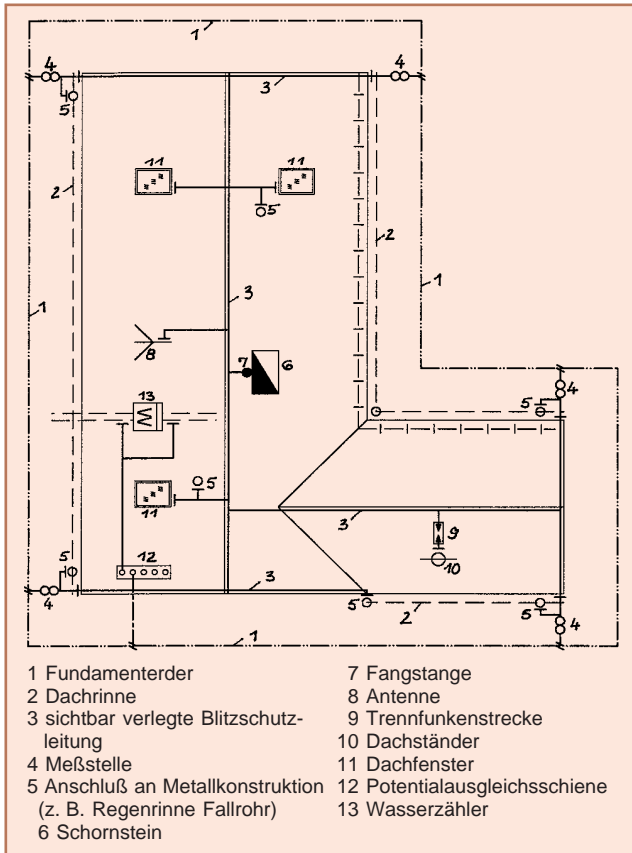 1
4
3
4
5
11
11
2
5
2
3
1
1
8
7
6
13
5
4
5
11
5
3
9
12
10
5
3
4
5
2
5
4
1
1 Fundamenterder
2 Dachrinne
3 sichtbar verlegte Blitzschutz-
leitung
4 Meßstelle
5 Anschluß an Metallkonstruktion
(z. B. Regenrinne Fallrohr)
6 Schornstein
7 Fangstange
8 Antenne
9 Trennfunkenstrecke
10 Dachständer
11 Dachfenster
12 Potentialausgleichsschiene
13 Wasserzähler